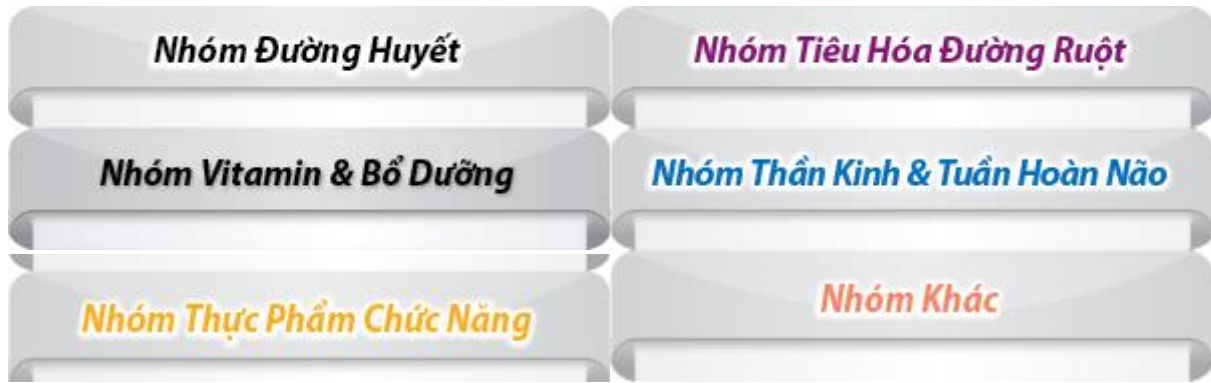 Nhóm Đường Huyết
Nhóm Tiêu Hóa Đường Ruột
Nhóm Vitamin & Bổ Dưỡng
Nhóm Thần Kinh & Tuần Hoàn Não
Nhóm Thực Phẩm Chức Năng
Nhóm Khác